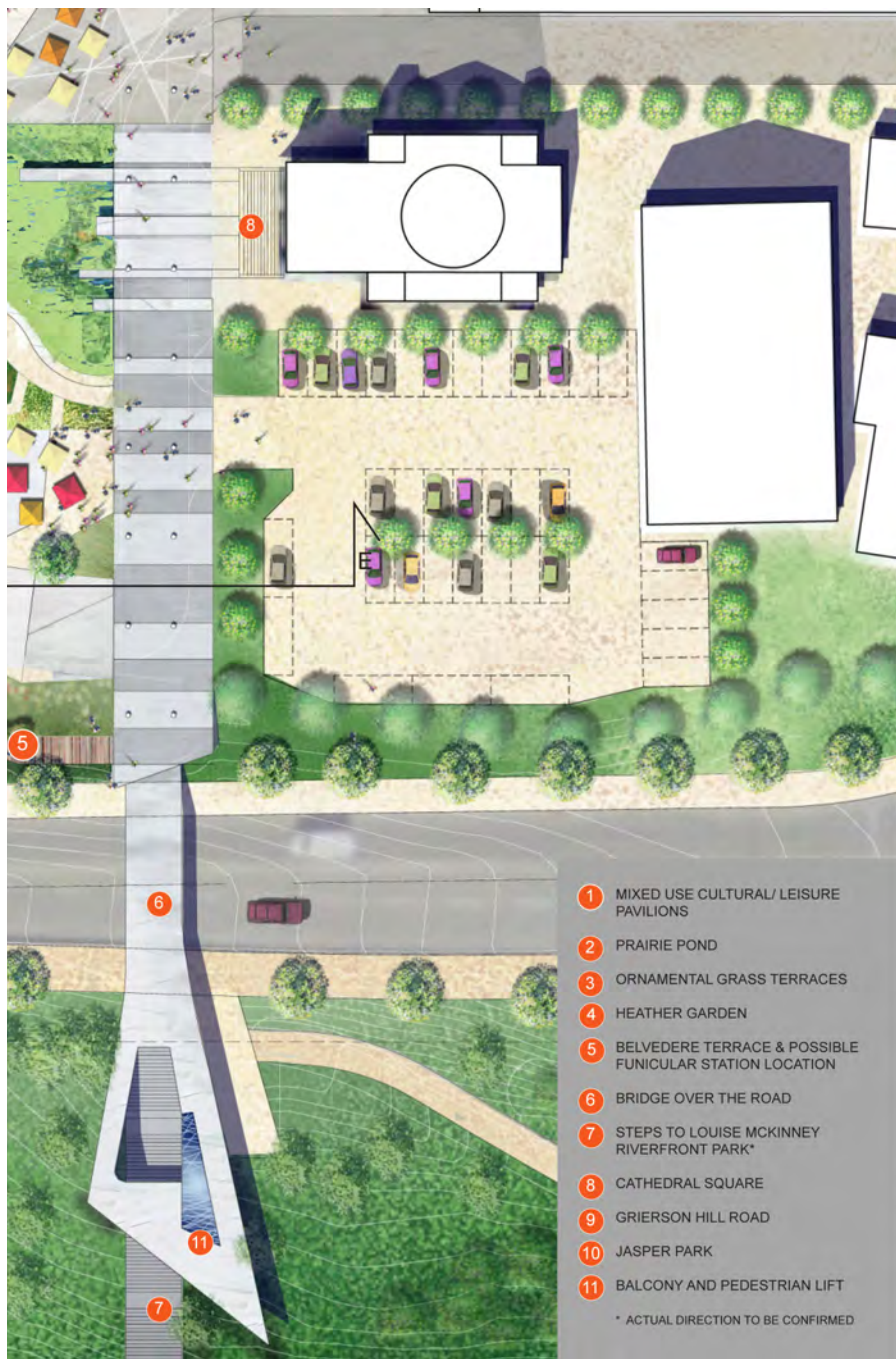 8
5
6
11
7
1 MIXED USE CULTURAL/ LEISURE
PAVILIONS
2 PRAIRIE POND
3 ORNAMENTAL GRASS TERRACES
4 HEATHER GARDEN
5 BELVEDERE TERRACE & POSSIBLE
FUNICULAR STATION LOCATION
6 BRIDGE OVER THE ROAD
7 STEPS TO LOUISE MCKINNEY
RIVERFRONT PARK*
8 CATHEDRAL SQUARE
9 GRIERSON HILL ROAD
10 JASPER PARK
11 BALCONY AND PEDESTRIAN LIFT
* ACTUAL DIRECTION TO BE CONFIRMED